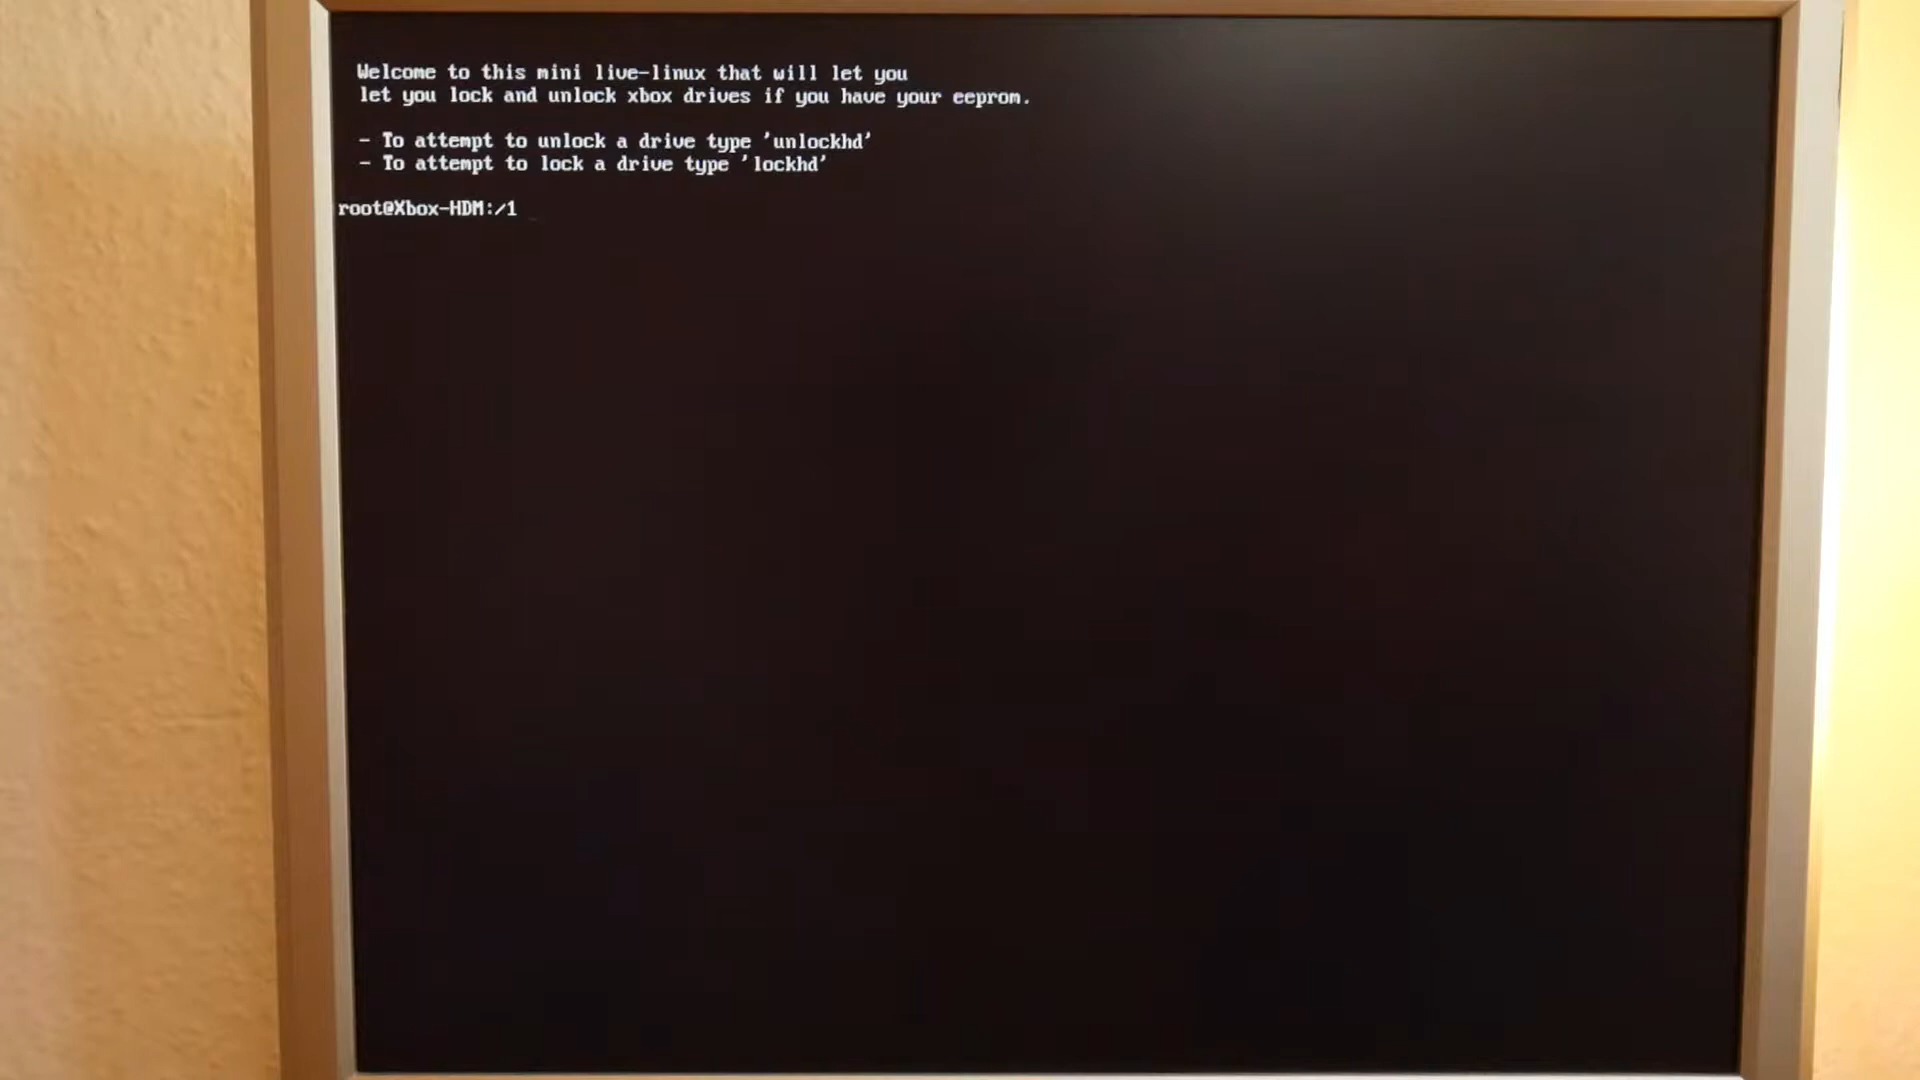 Welcome to this mini live-linux that will let you
let you lock and unlock xbox drives if you have your eeprom.
- To attempt to unlock a drive type 'unlockhd'
- To attempt to lock a drive type 'lockhd'
root@Xbox-HDM:/1